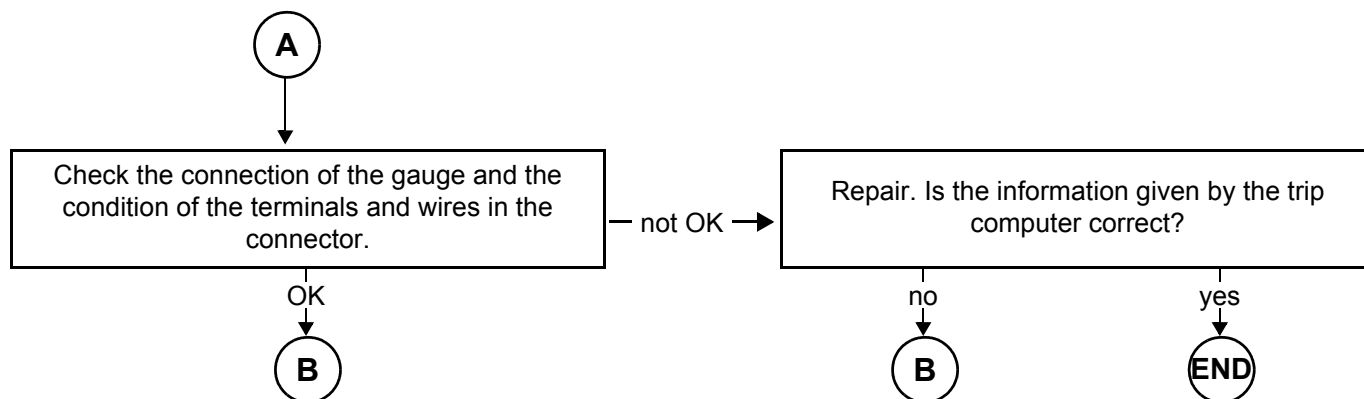 A
Check the connection of the gauge and the
condition of the terminals and wires in the
connector.
not OK
Repair. Is the information given by the trip
computer correct?
OK
no
yes
B
B
END